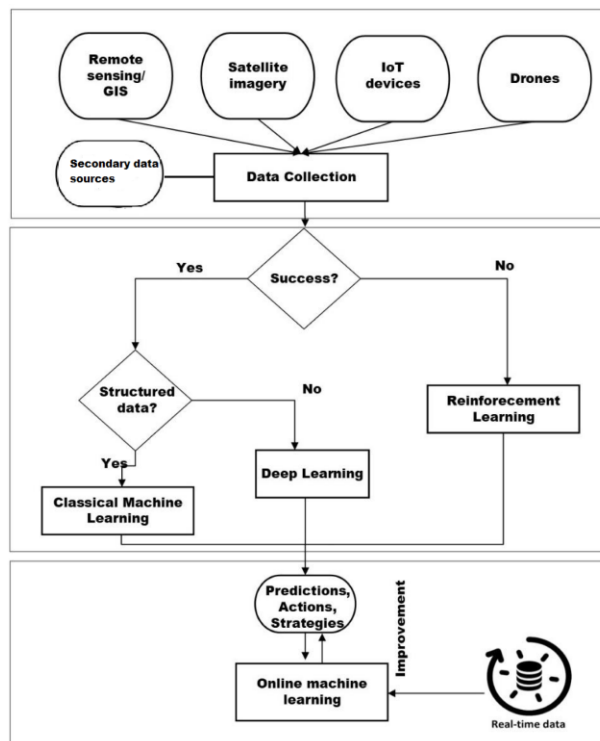 Remote
sensing/
GIS
Satellite
imagery
IoT
devices
Drones
Secondary data
sources
Data Collection
Yes
Success?
No
Structured
data?
No
Reinforecement
Learning
Yes
Deep Learning
Classical Machine
Learning
Predictions,
Actions,
Strategies
Improvement
Online machine
learning
Real-time data